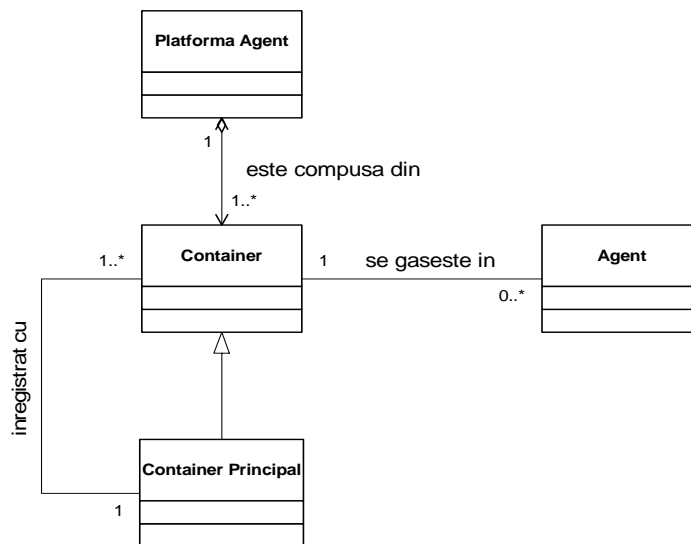 Platforma Agent
1
este compusa din
1..*
Container
1..*
1
se gaseste in
0..*
Agent
inregistrat cu
Container Principal
1